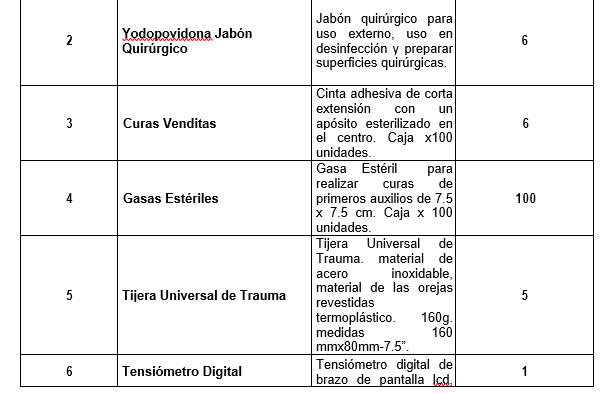 2
Yodopovidona Jabón
Quirúrgico
Jabón quirúrgico para
uso externo, uso en
desinfección y preparar
superficies quirúrgicas.
6
3
Curas Venditas
Cinta adhesiva de corta
extensión con un
apósito esterilizado en
el centro. Caja x100
unidades.
6
4
Gasas Estériles
Gasa Estéril para
realizar curas de
primeros auxilios de 7.5
x 7.5 cm. Caja x 100
unidades.
100
5
Tijera Universal de Trauma
Tijera Universal de
Trauma. material de
acero inoxidable,
material de las orejas
revestidas
termoplástico. 160g.
medidas 160
mmx80mm-7.5”.
5
6
Tensiómetro Digital
Tensiómetro digital de
brazo de pantalla lcd,
1